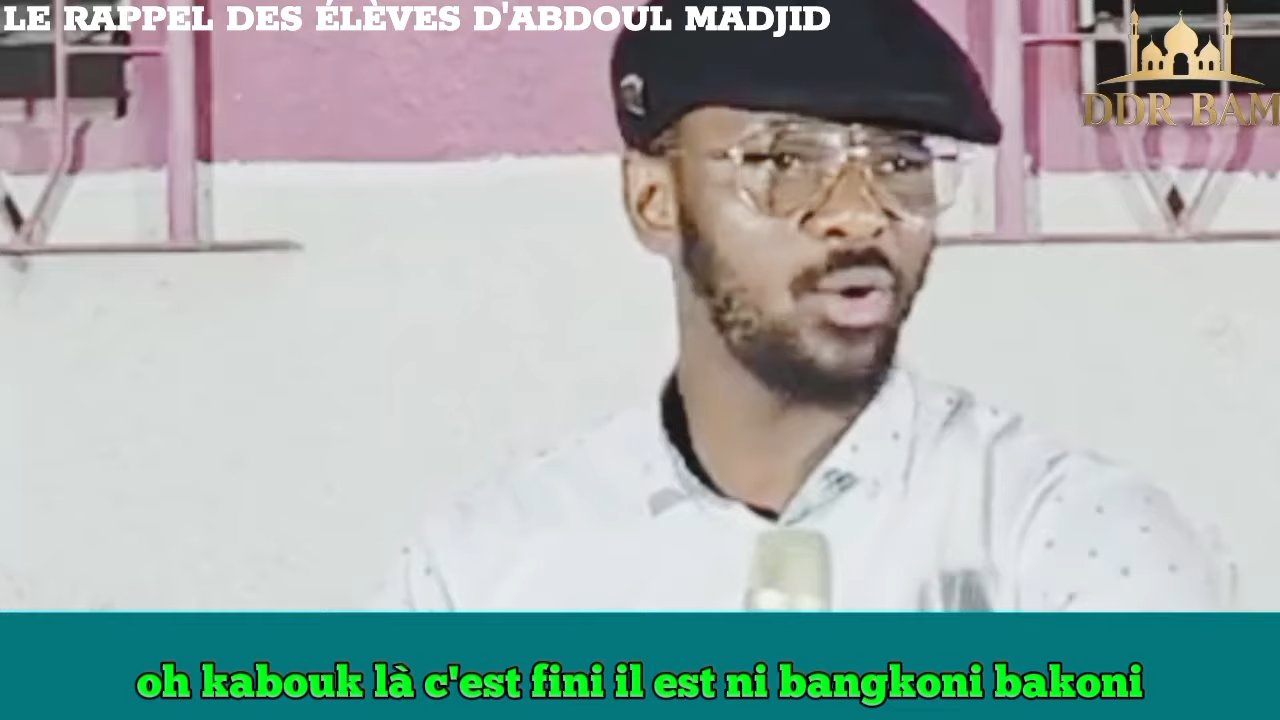 LE RAPPEL DES ÉLÈVES D'ABDOUL MADJID
DDR BAM
oh kabouk là c'est fini il est ni bangkoni bakoni